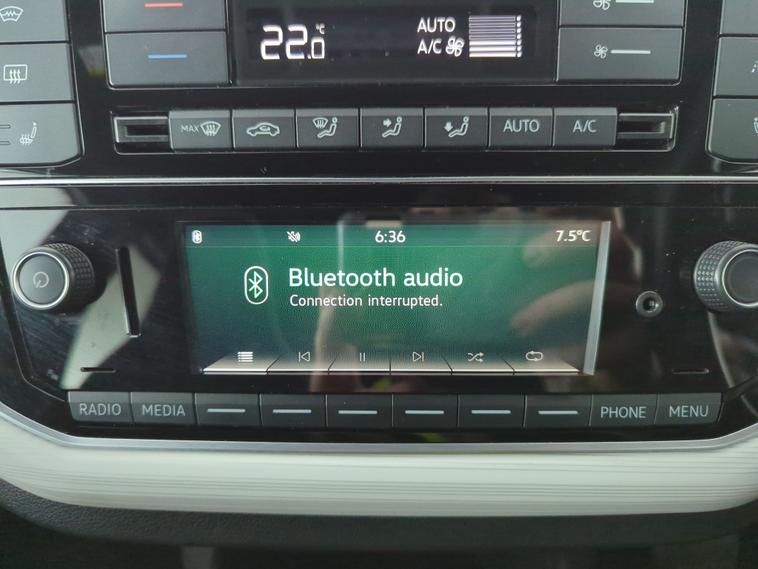 22.0 °C
AUTO
A/C
MAX
AUTO
A/C
6:36
7.5°C
Bluetooth audio
Connection interrupted.
RADIO
MEDIA
PHONE
MENU